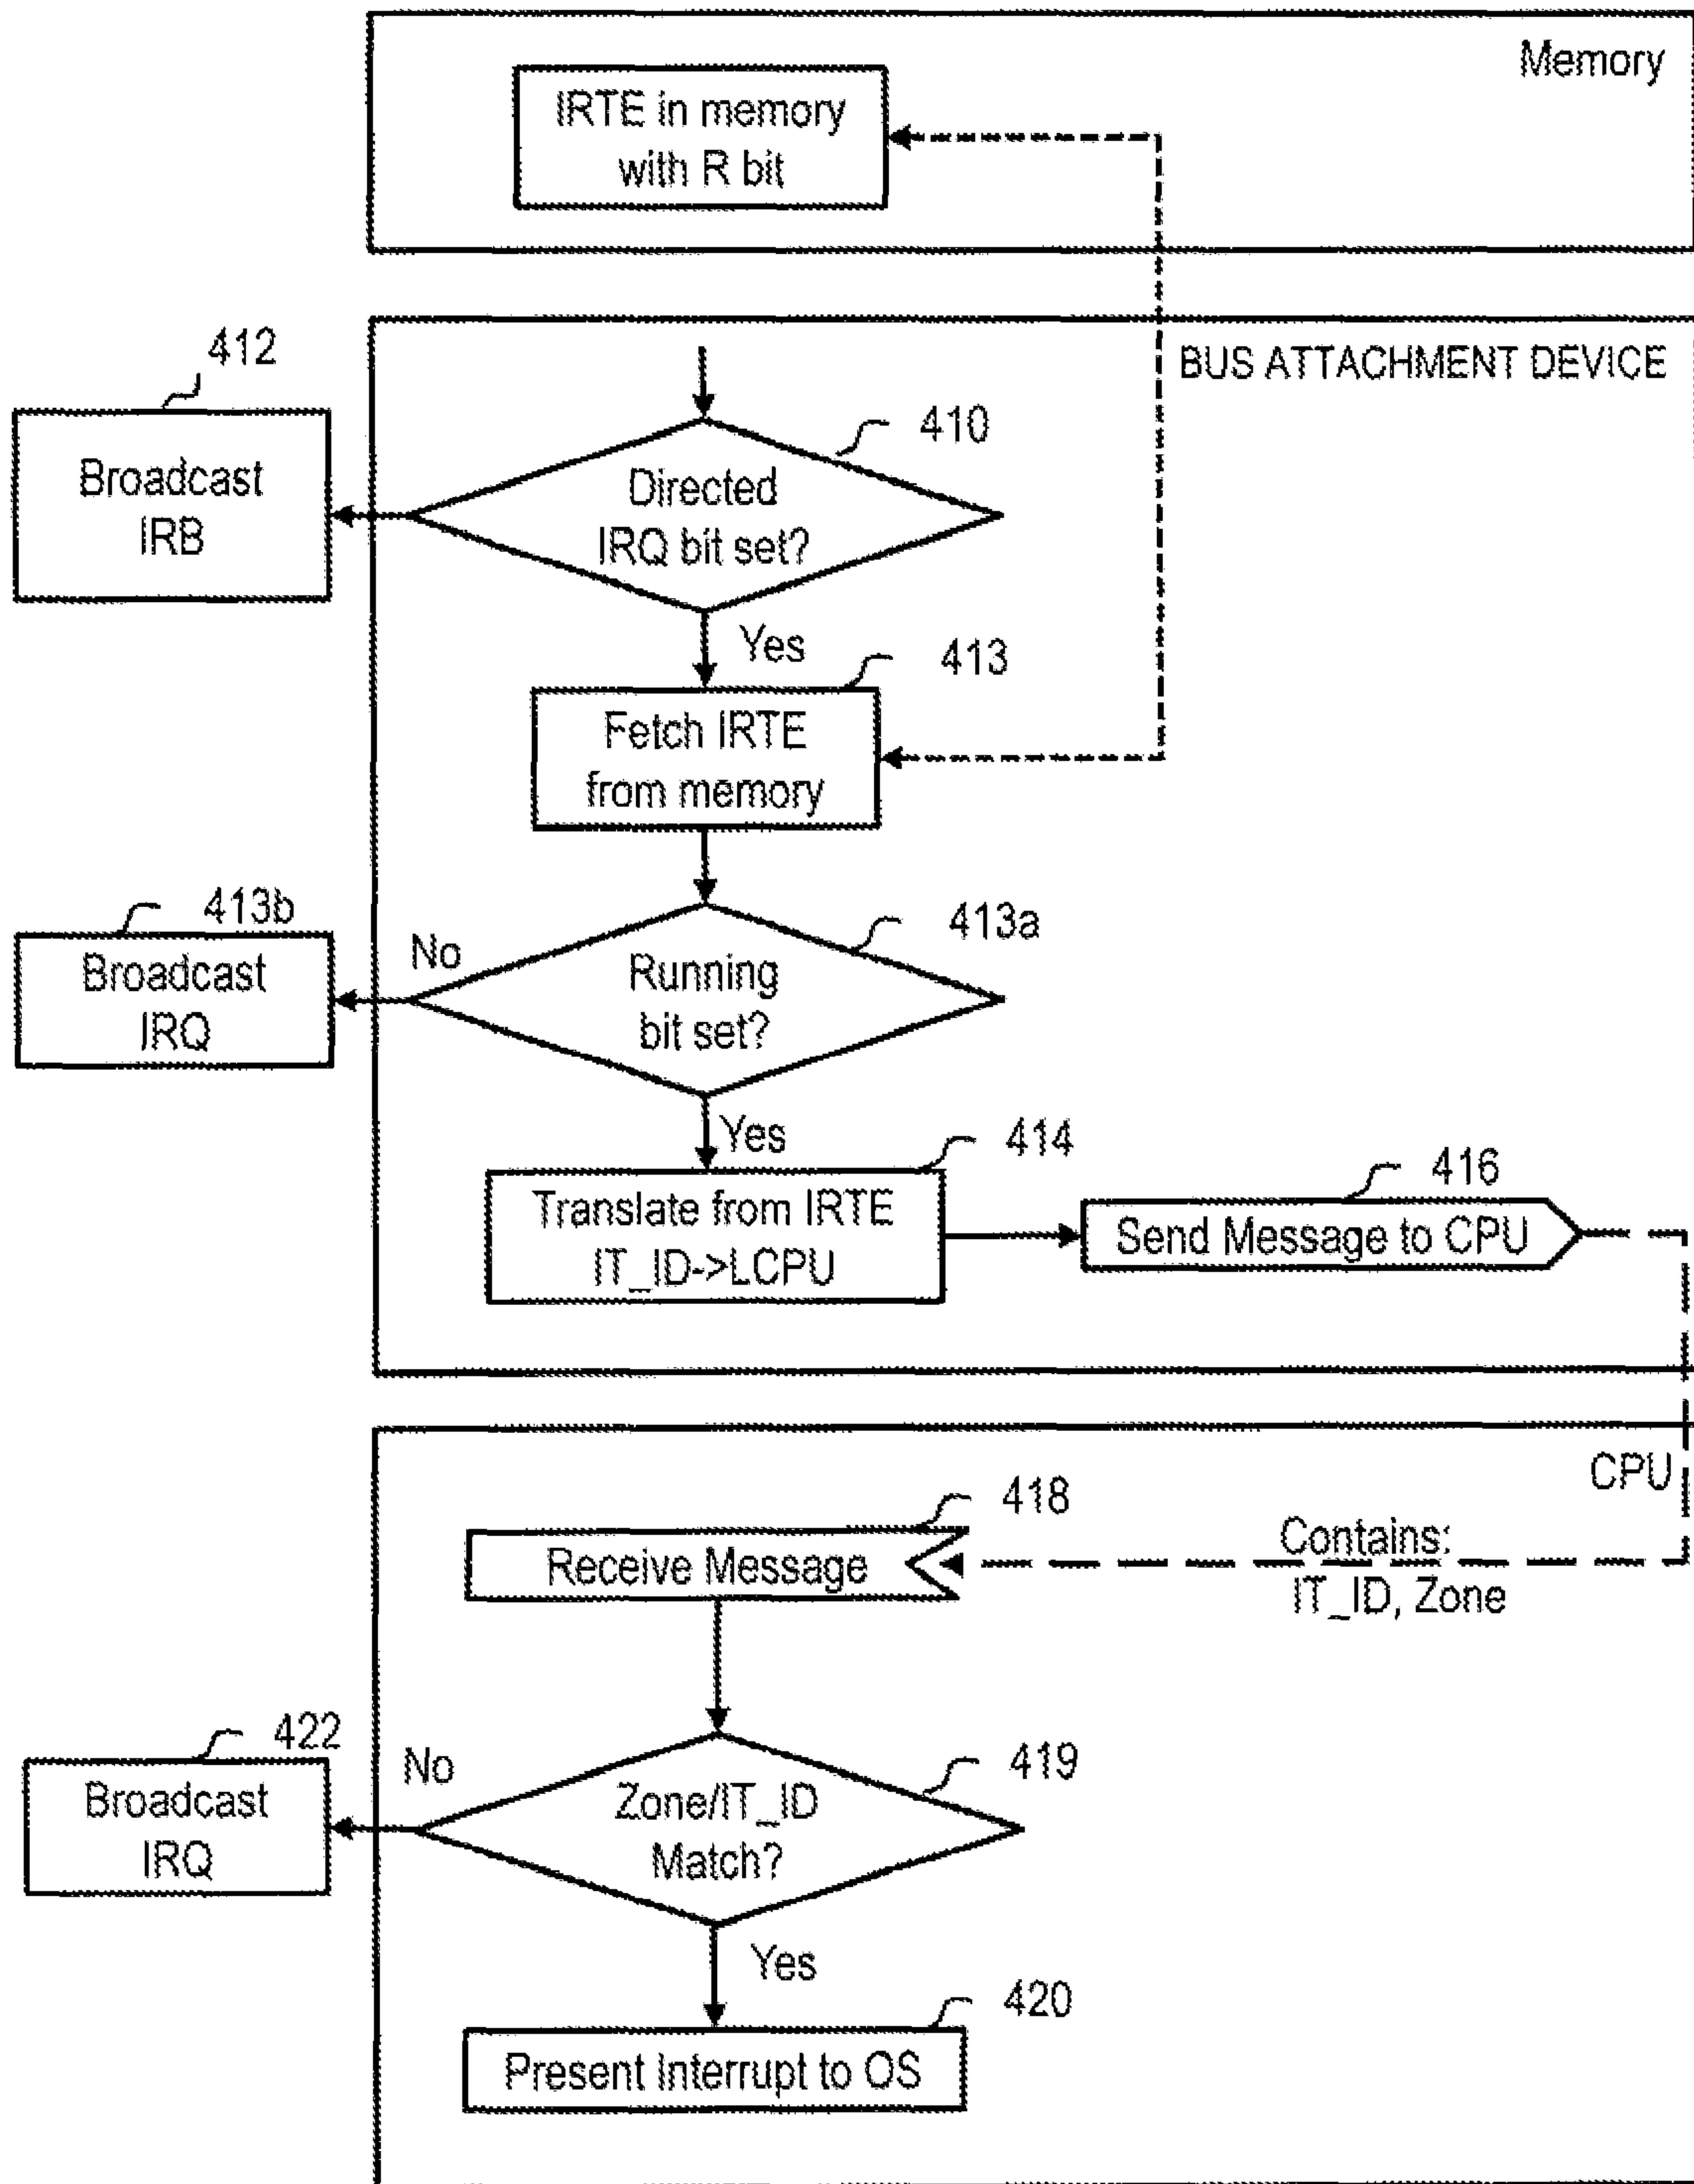 Memory
IRTE in memory
with R bit
BUS ATTACHMENT DEVICE
412
Broadcast
IRB
410
Directed
IRQ bit set?
Yes
413
Fetch IRTE
from memory
413b
Broadcast
IRQ
No
413a
Running
bit set?
Yes
414
Translate from IRTE
IT_ID->LCPU
416
Send Message to CPU
CPU
418
Receive Message
Contains:
IT_ID, Zone
422
Broadcast
IRQ
No
419
Zone/IT_ID
Match?
Yes
420
Present Interrupt to OS